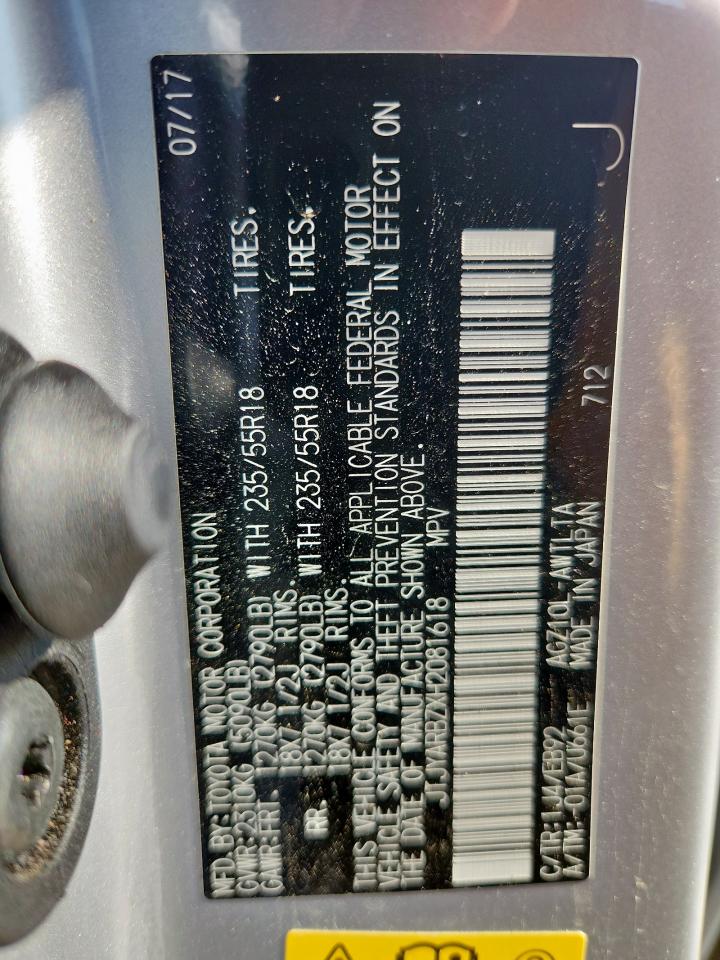 MFD.BY:TOYOTA MOTOR CORPORATION 07/17
GVWR:2310KG (5090LB)
GAWR:FRT. 1270KG (2790LB) WITH 235/55R18 TIRES.
18X7 1/2J RIMS.
RR. 1270KG (2790LB) WITH 235/55R18 TIRES.
18X7 1/2J RIMS.
THIS VEHICLE CONFORMS TO ALL APPLICABLE FEDERAL MOTOR
VEHICLE SAFETY AND THEFT PREVENTION STANDARDS IN EFFECT ON
THE DATE OF MANUFACTURE SHOWN ABOVE.
JTJYARBZXH2081618 MPV
C/TR:1J4/EB92 AGZ10L-AWTLTA 712 J
A/TM: -01A/U661E MADE IN JAPAN